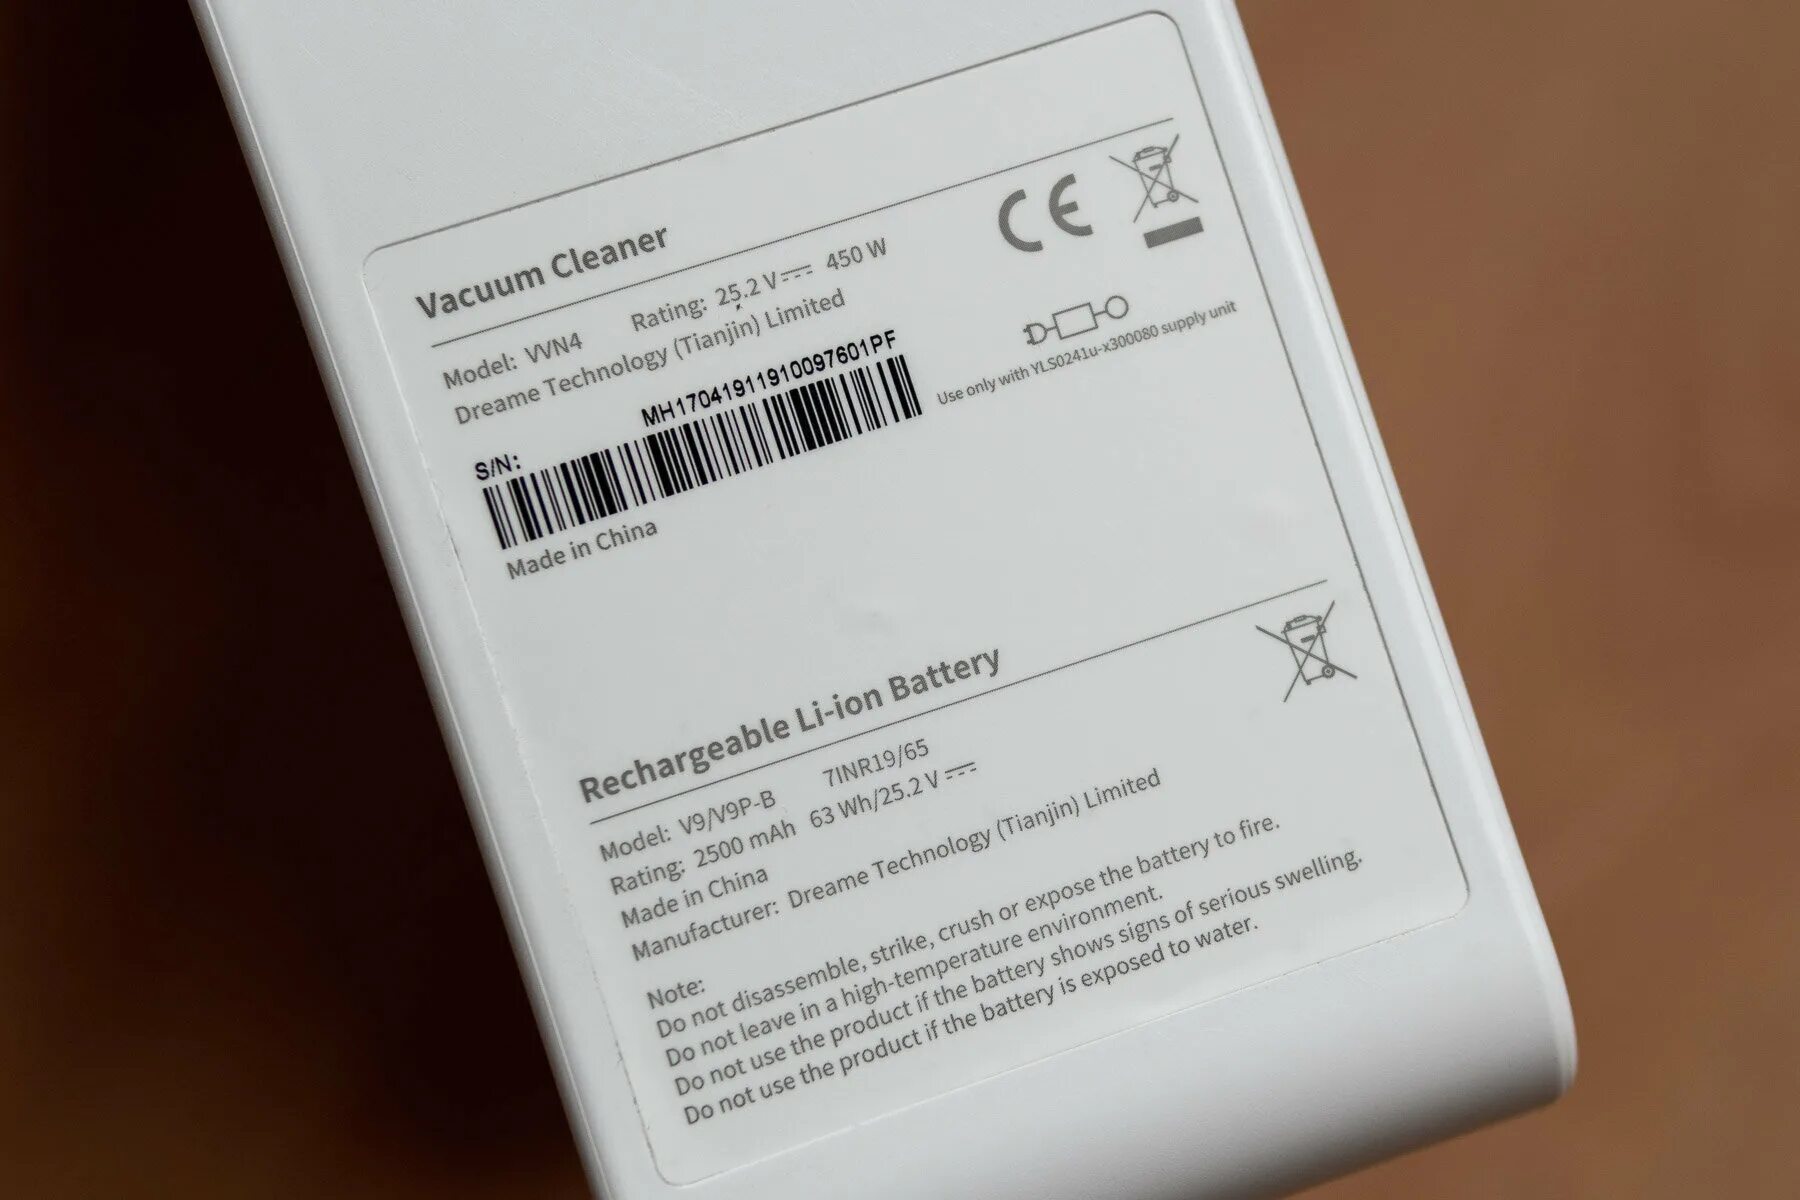 Vacuum Cleaner
Model: VVN4 Rating: 25.2 V 450 W
Dreame Technology (Tianjin) Limited
CE
Use only with YLS0241u-x300080 supply unit
S/N: MH1704191191009​7601PF
Made in China
Rechargeable Li-ion Battery
Model: V9/V9P-B 7INR19/65
Rating: 2500 mAh 63 Wh/25.2 V
Made in China
Manufacturer: Dreame Technology (Tianjin) Limited
Note:
Do not disassemble, strike, crush or expose the battery to fire.
Do not leave in a high-temperature environment.
Do not use the product if the battery shows signs of serious swelling.
Do not use the product if the battery is exposed to water.